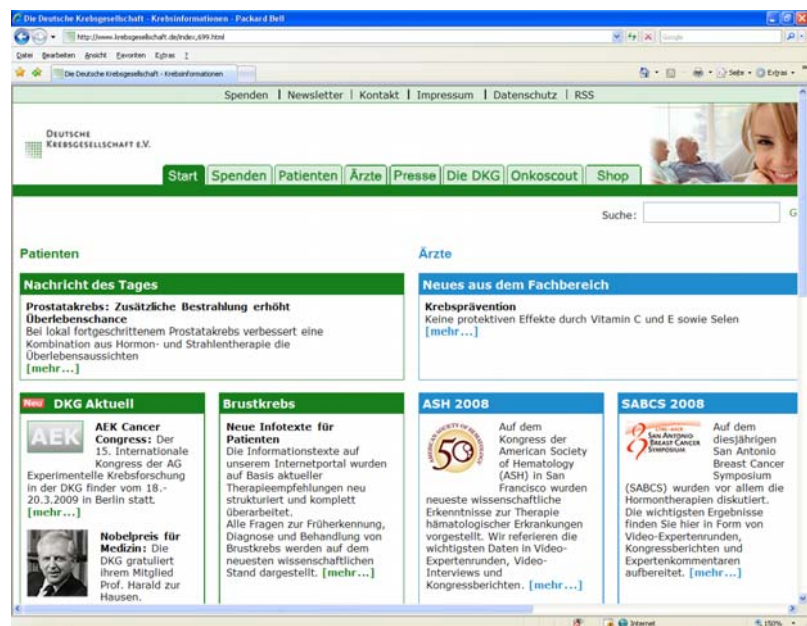 Die Deutsche Krebsgesellschaft - Krebsinformationen - Packard Bell
http://www.krebsgesellschaft.de/index,699.html
Google
Datei Bearbeiten Ansicht Favoriten Extras ?
Die Deutsche Krebsgesellschaft - Krebsinformationen
Seite Extras
Spenden | Newsletter | Kontakt | Impressum | Datenschutz | RSS
DEUTSCHE
KREBSGESELLSCHAFT E.V.
Start Spenden Patienten Ärzte Presse Die DKG Onkoscout Shop
Suche: G
Patienten
Nachricht des Tages
Prostatakrebs: Zusätzliche Bestrahlung erhöht
Überlebenschance
Bei lokal fortgeschrittenem Prostatakrebs verbessert eine
Kombination aus Hormon- und Strahlentherapie die
Überlebensaussichten
[mehr...]
Ärzte
Neues aus dem Fachbereich
Krebsprävention
Keine protektiven Effekte durch Vitamin C und E sowie Selen
[mehr...]
Neu DKG Aktuell
AEK
AEK Cancer
Congress: Der
15. Internationale
Kongress der AG
Experimentelle Krebsforschung
in der DKG finder vom 18.-
20.3.2009 in Berlin statt.
[mehr...]
Nobelpreis für
Medizin: Die
DKG gratuliert
ihrem Mitglied
Prof. Harald zur
Hausen.
Brustkrebs
Neue Infotexte für
Patienten
Die Informationstexte auf
unserem Internetportal wurden
auf Basis aktueller
Therapieempfehlungen neu
strukturiert und komplett
überarbeitet.
Alle Fragen zur Früherkennung,
Diagnose und Behandlung von
Brustkrebs werden auf dem
neuesten wissenschaftlichen
Stand dargestellt. [mehr...]
ASH 2008
AMERICAN SOCIETY OF HEMATOLOGY
50
Auf dem
Kongress der
American Society
of Hematology
(ASH) in San
Francisco wurden
neueste wissenschaftliche
Erkenntnisse zur Therapie
hämatologischer Erkrankungen
vorgestellt. Wir referieren die
wichtigsten Daten in Video-
Expertenrunden, Video-
Interviews und
Kongressberichten. [mehr...]
SABCS 2008
CTRC-AACR
SAN ANTONIO
BREAST CANCER
SYMPOSIUM
Auf dem
diesjährigen
San Antonio
Breast Cancer
Symposium
(SABCS) wurden vor allem die
Hormontherapien diskutiert.
Die wichtigsten Ergebnisse
finden Sie hier in Form von
Video-Expertenrunden,
Kongressberichten und
Expertenkommentaren
aufbereitet. [mehr...]
Internet
150%